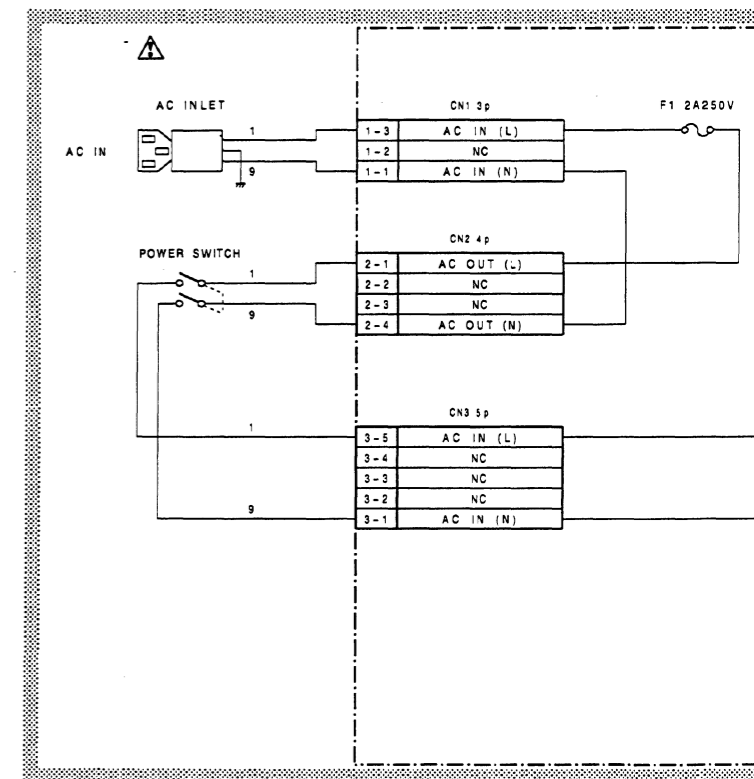 AC INLET
AC IN
1
9
CN1 3p
1-3 AC IN (L)
1-2 NC
1-1 AC IN (N)
F1 2A250V
POWER SWITCH
1
9
CN2 4p
2-1 AC OUT (L)
2-2 NC
2-3 NC
2-4 AC OUT (N)
1
9
CN3 5p
3-5 AC IN (L)
3-4 NC
3-3 NC
3-2 NC
3-1 AC IN (N)